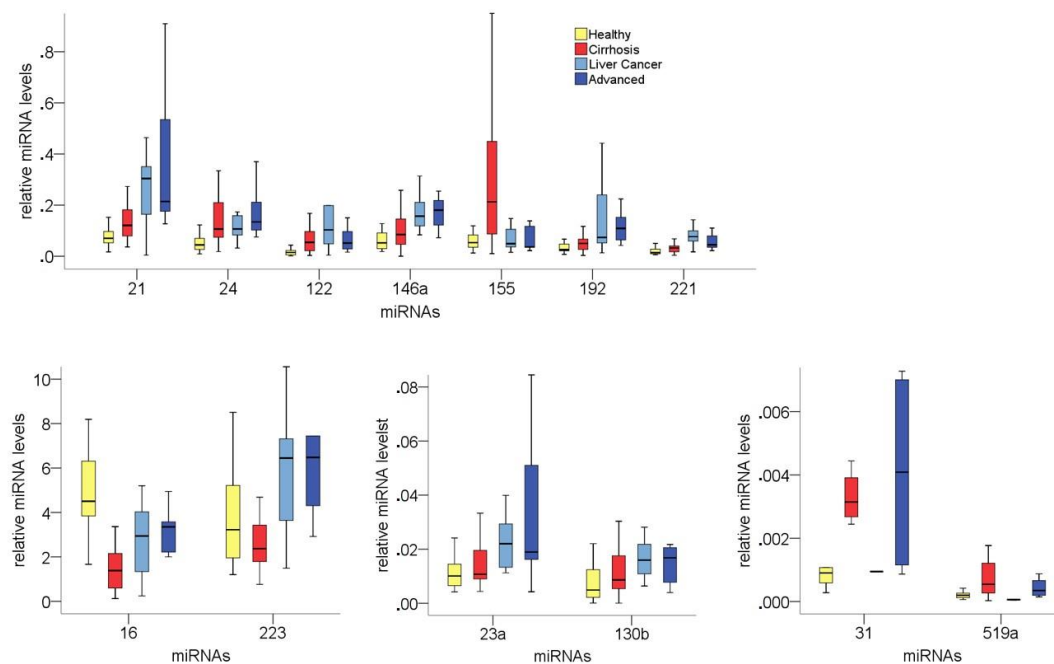 relative miRNA levels
.8
.6
.4
.2
.0
Healthy
Cirrhosis
Liver Cancer
Advanced
21 24 122 146a 155 192 221
miRNAs
relative miRNA levels
10
8
6
4
2
0
16 223
miRNAs
relative miRNA levelst
.08
.06
.04
.02
.00
23a 130b
miRNAs
relative miRNA levels
.006
.004
.002
.000
31 519a
miRNAs